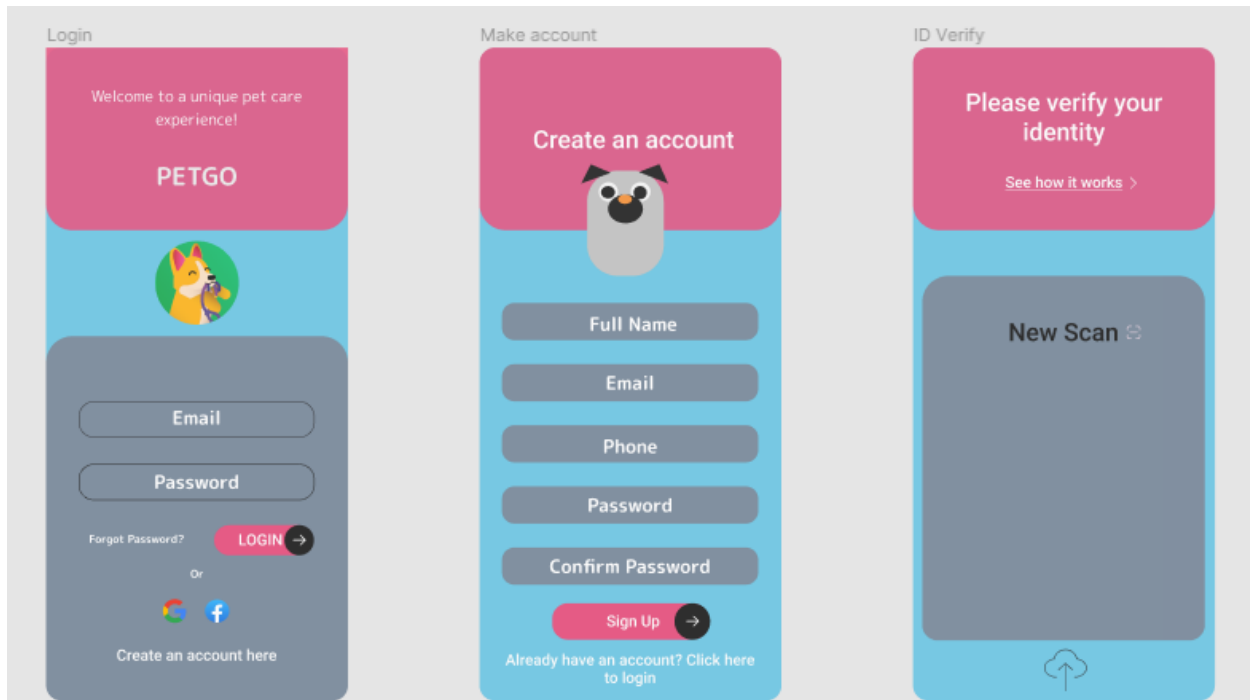 Login
Welcome to a unique pet care
experience!
PETGO
Email
Password
Forgot Password?
LOGIN
Or
Create an account here
Make account
Create an account
Full Name
Email
Phone
Password
Confirm Password
Sign Up
Already have an account? Click here
to login
ID Verify
Please verify your
identity
See how it works
New Scan